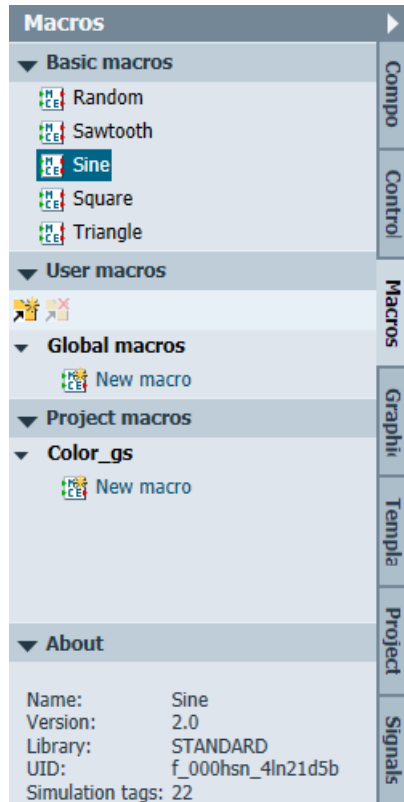 Macros
Basic macros
Random
Sawtooth
Sine
Square
Triangle
User macros
Global macros
New macro
Project macros
Color_gs
New macro
About
Name: Sine
Version: 2.0
Library: STANDARD
UID: f_000hsn_4ln21d5b
Simulation tags: 22
Compo
Control
Macros
Graphic
Templa
Project
Signals